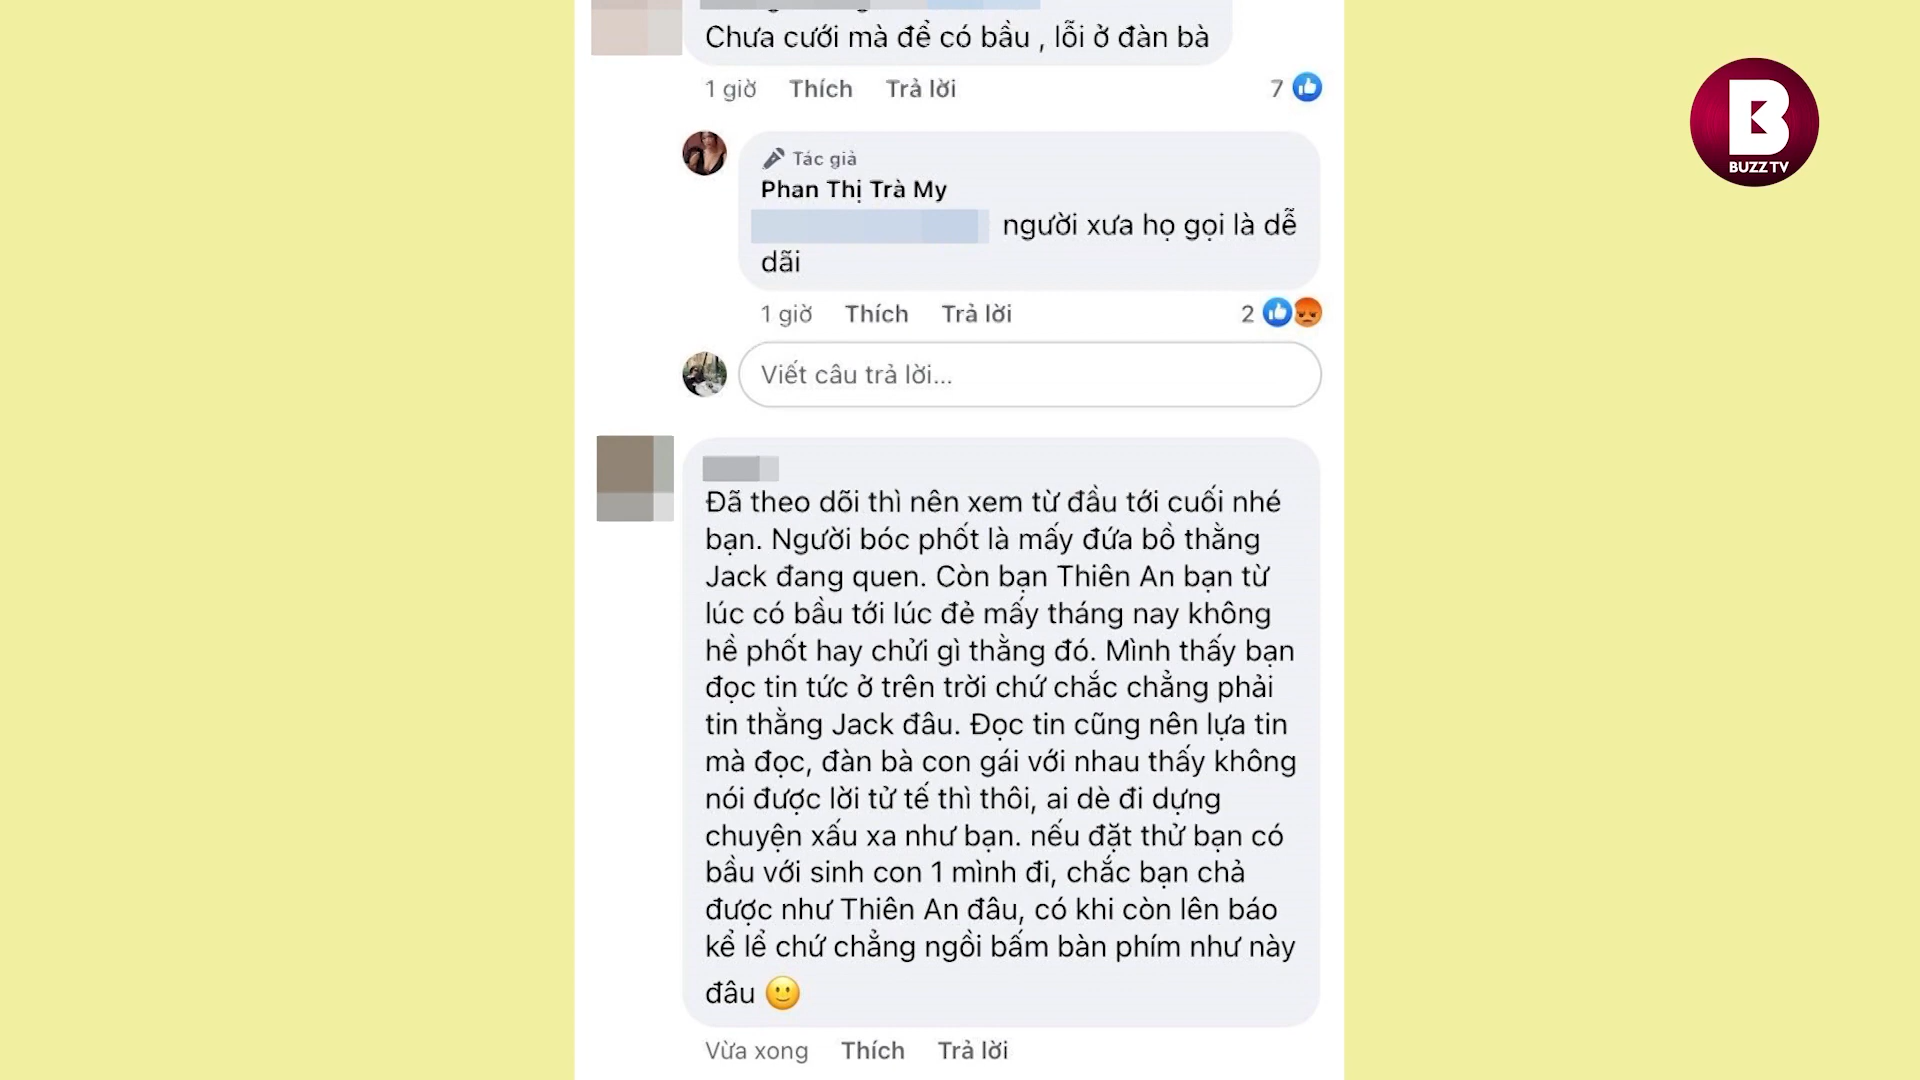 Chưa cưới mà để có bầu , lỗi ở đàn bà
1 giờ Thích Trả lời 7
Tác giả
Phan Thị Trà My
người xưa họ gọi là dễ
dãi
1 giờ Thích Trả lời 2
Viết câu trả lời...
Đã theo dõi thì nên xem từ đầu tới cuối nhé
bạn. Người bóc phốt là mấy đứa bồ thằng
Jack đang quen. Còn bạn Thiên An bạn từ
lúc có bầu tới lúc đẻ mấy tháng nay không
hề phốt hay chửi gì thằng đó. Mình thấy bạn
đọc tin tức ở trên trời chứ chắc chẳng phải
tin thằng Jack đâu. Đọc tin cũng nên lựa tin
mà đọc, đàn bà con gái với nhau thấy không
nói được lời tử tế thì thôi, ai dè đi dựng
chuyện xấu xa như bạn. nếu đặt thử bạn có
bầu với sinh con 1 mình đi, chắc bạn chả
được như Thiên An đâu, có khi còn lên báo
kể lể chứ chẳng ngồi bấm bàn phím như này
đâu 🙂
Vừa xong Thích Trả lời
B
BUZZ TV